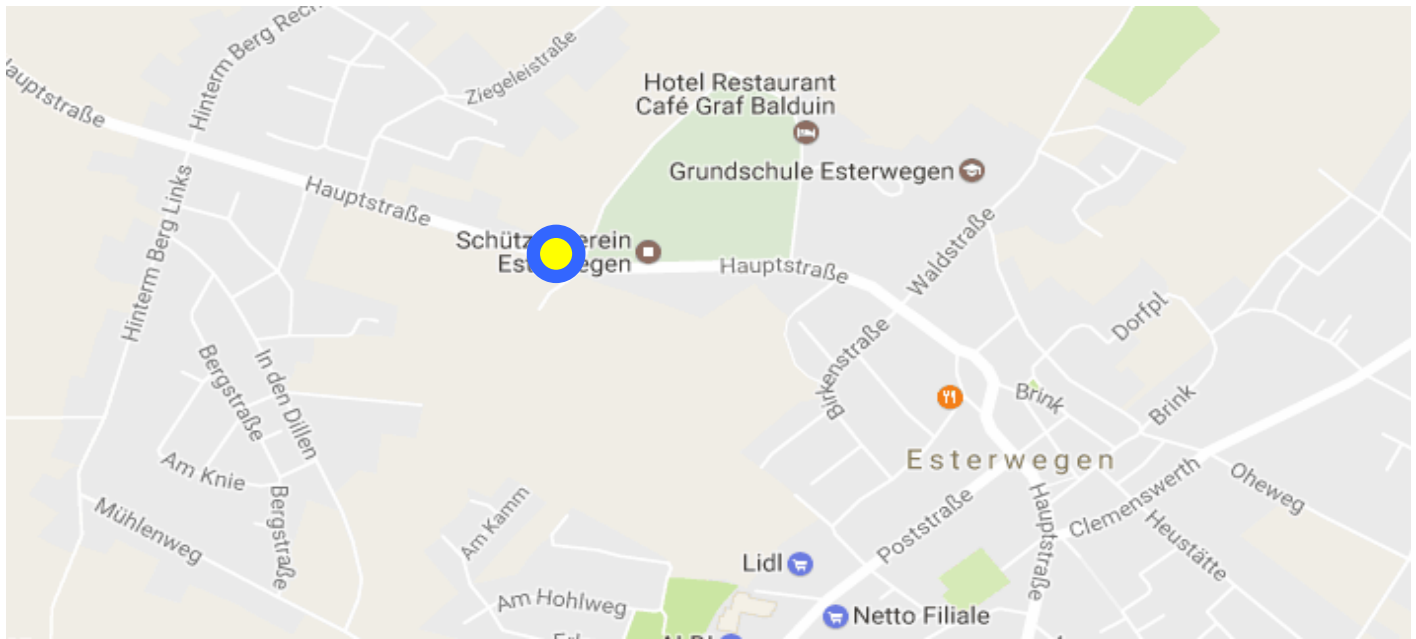 Hinterm Berg Rech
Ziegeleistraße
Hauptstraße
Hotel Restaurant
Café Graf Balduin
Grundschule Esterwegen
Hinterm Berg Links
Hauptstraße
Waldstraße
Hauptstraße
Dorfpl
Birkenstraße
Bergstraße
In den Dillen
Brink
Brink
Esterwegen
Am Knie
Oheweg
Clemenswerth
Poststraße
Hauptstraße
Heustätte
Bergstraße
Mühlenweg
Am Kamm
Lidl
Am Hohlweg
Netto Filiale